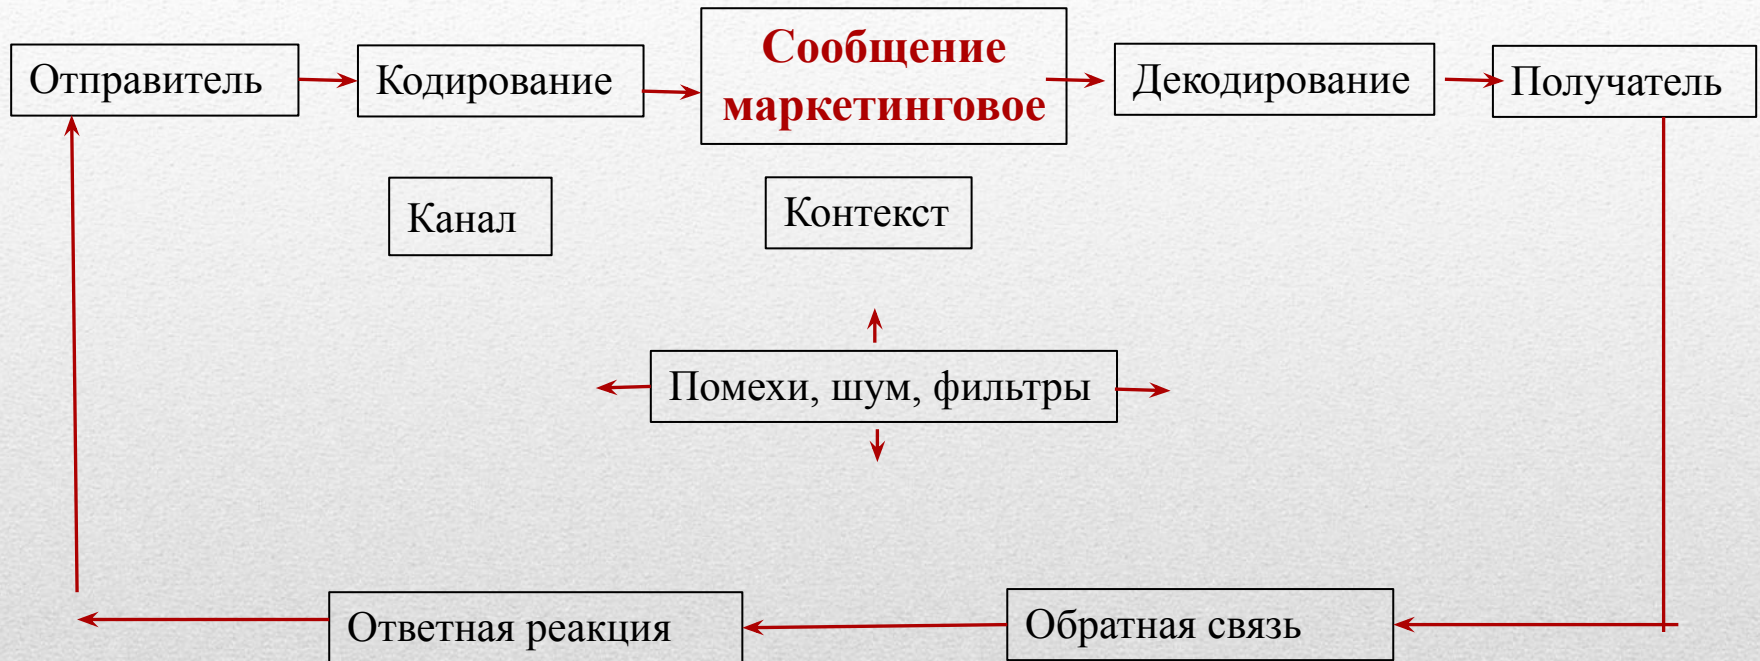 Отправитель
Кодирование
Сообщение
маркетинговое
Декодирование
Получатель
Канал
Контекст
Помехи, шум, фильтры
Ответная реакция
Обратная связь